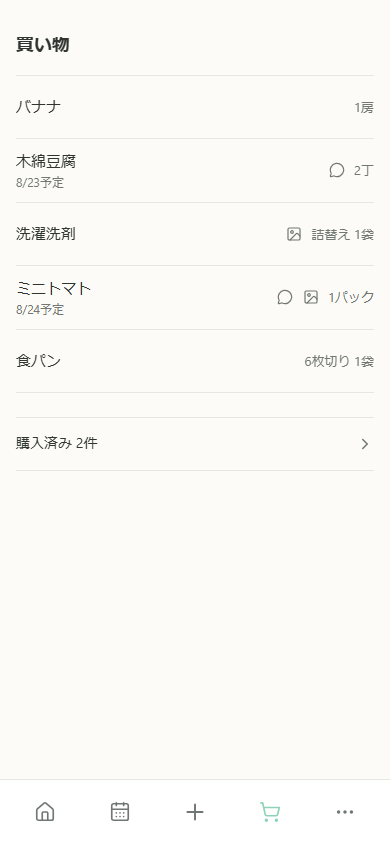 買い物
バナナ
1房
木綿豆腐
8/23予定
2丁
洗濯洗剤
詰替え 1袋
ミニトマト
8/24予定
1パック
食パン
6枚切り 1袋
購入済み 2件